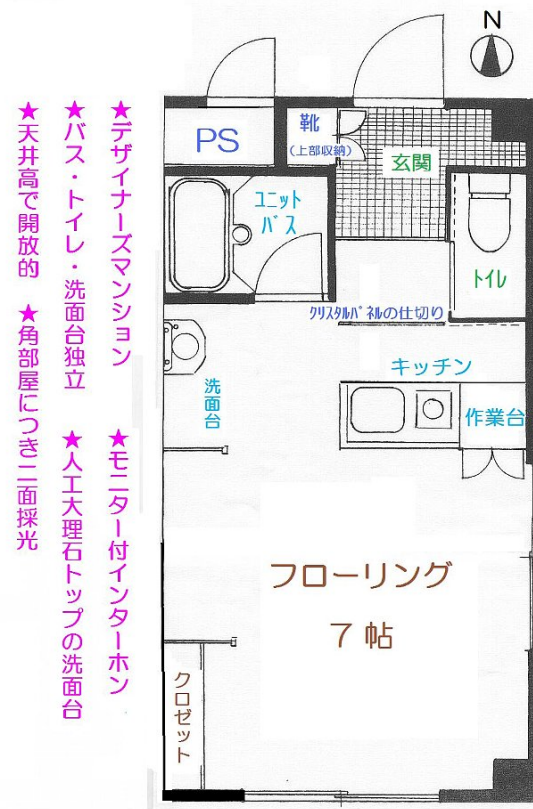 ★デザイナーズマンション ★モニター付インターホン
★バス・トイレ・洗面台独立 ★人工大理石トップの洗面台
★天井高で開放的 ★角部屋につき二面採光
N
PS
靴
(上部収納)
玄関
ユニット
バス
トイレ
クリスタルパネルの仕切り
洗面台
キッチン
作業台
フローリング
7帖
クロゼット